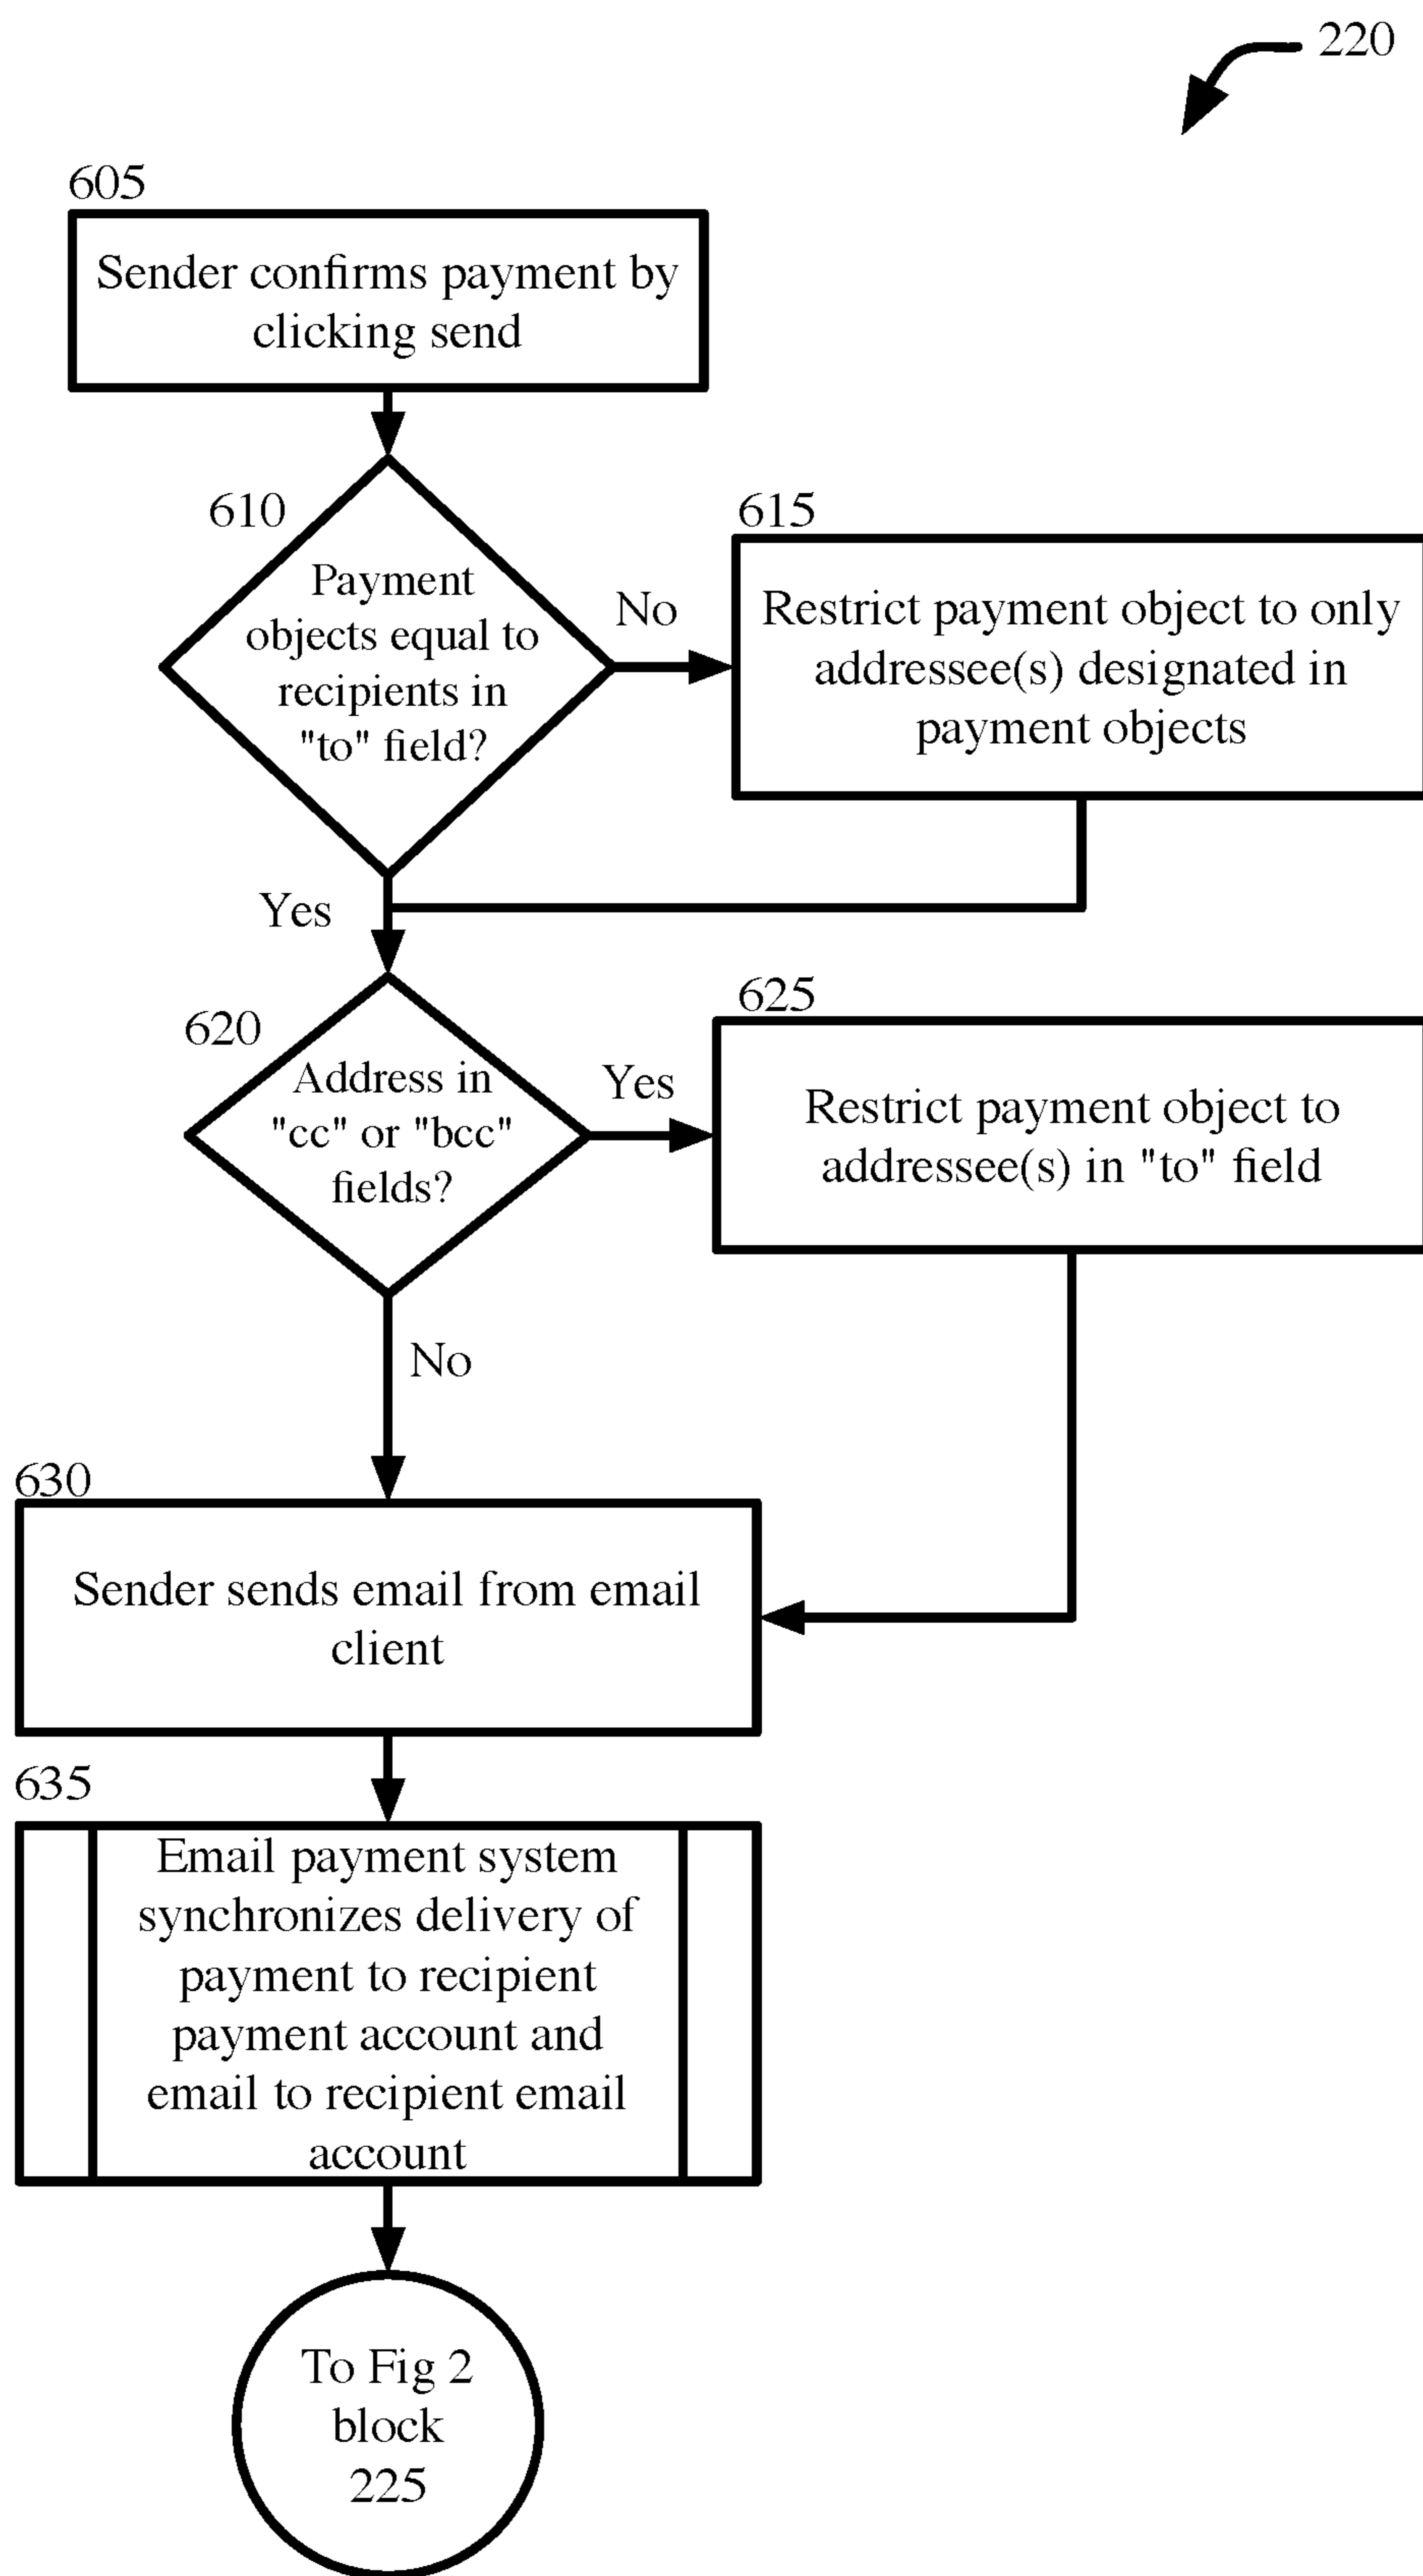 220
605
Sender confirms payment by
clicking send
610
Payment
objects equal to
recipients in
"to" field?
No
615
Restrict payment object to only
addressee(s) designated in
payment objects
Yes
620
Address in
"cc" or "bcc"
fields?
Yes
625
Restrict payment object to
addressee(s) in "to" field
No
630
Sender sends email from email
client
635
Email payment system
synchronizes delivery of
payment to recipient
payment account and
email to recipient email
account
To Fig 2
block
225